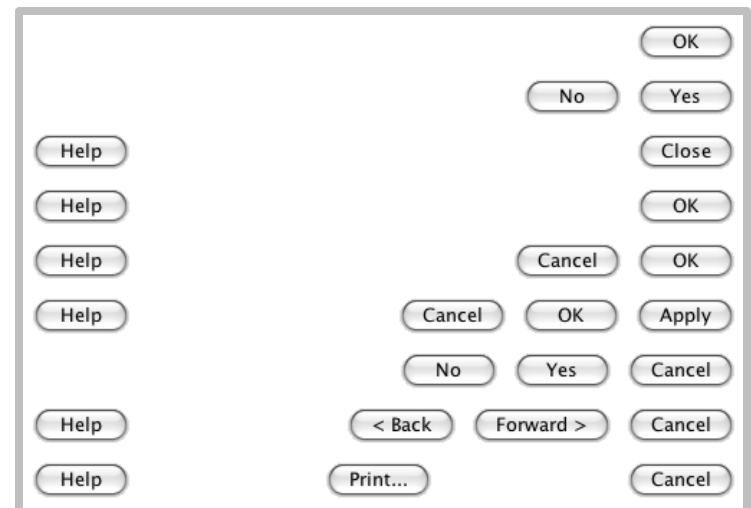 OK
No Yes
Help Close
Help OK
Help Cancel OK
Help Cancel OK Apply
No Yes Cancel
Help < Back Forward > Cancel
Help Print... Cancel